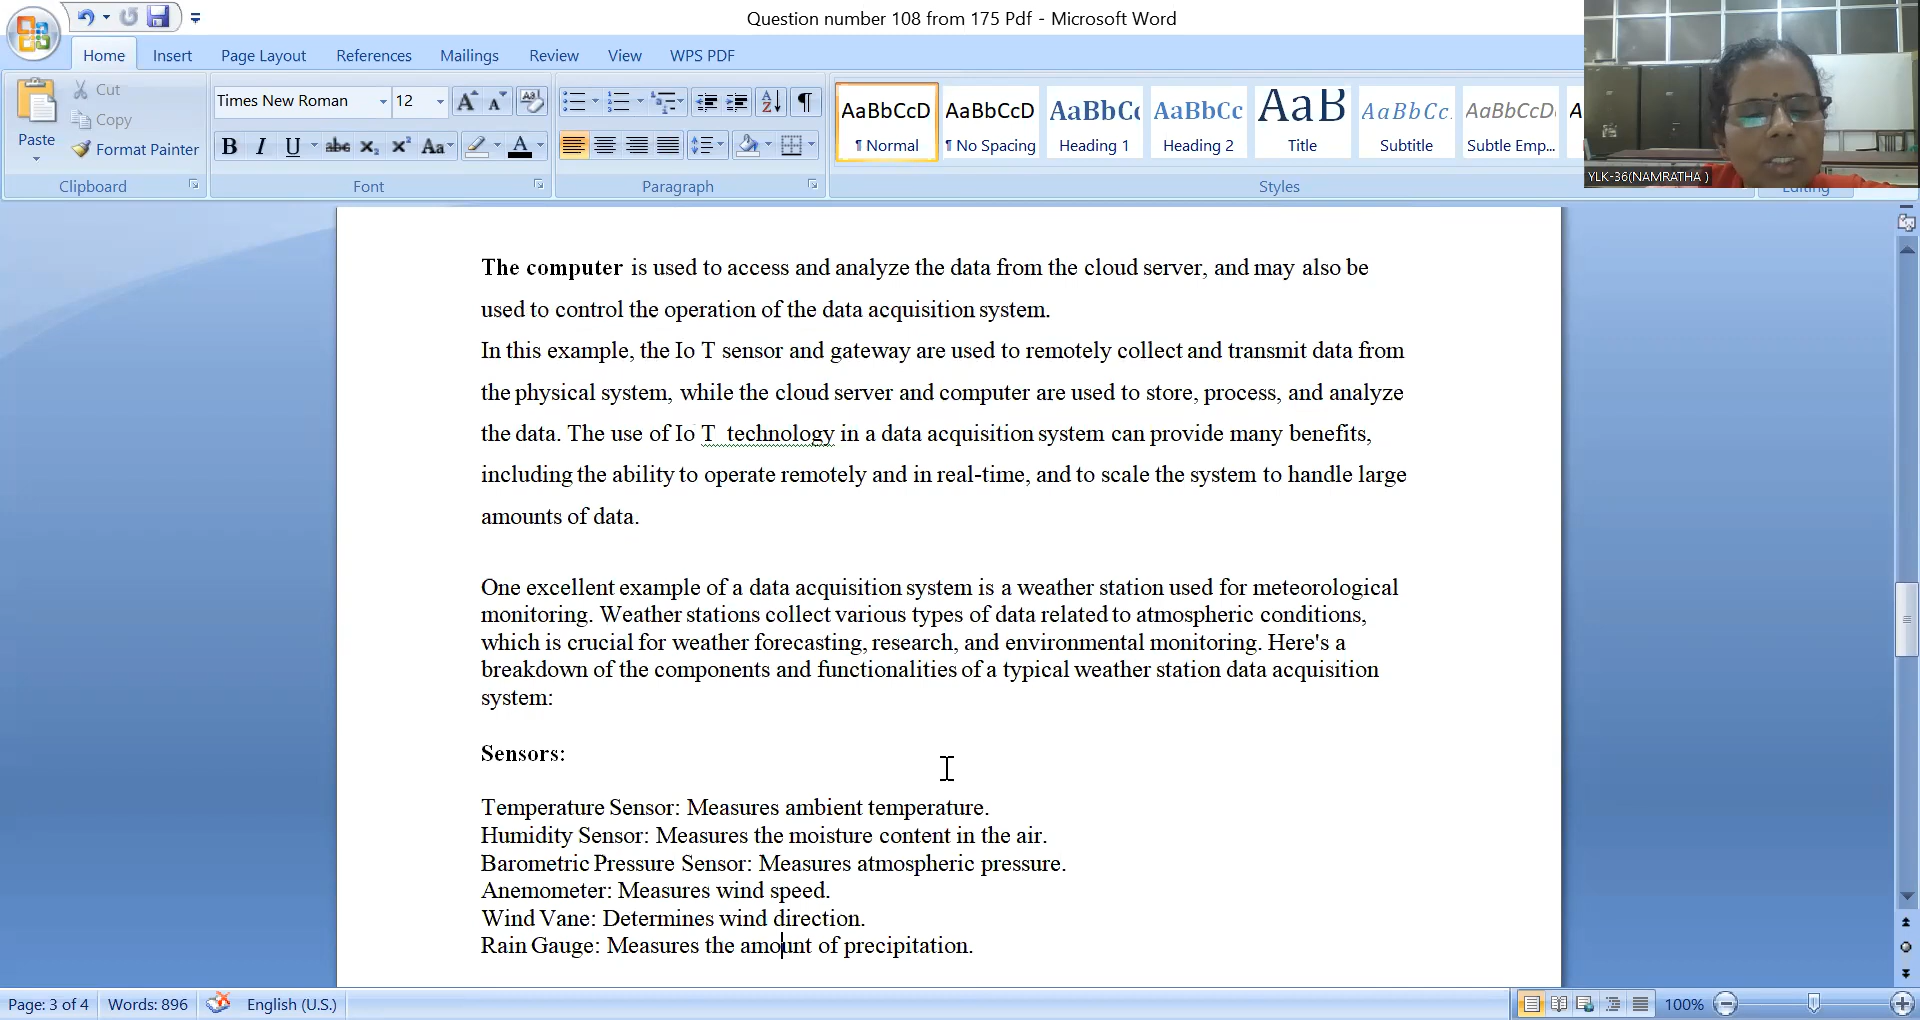 Question number 108 from 175 Pdf - Microsoft Word
Home Insert Page Layout References Mailings Review View WPS PDF
Paste
Cut
Copy
Format Painter
Clipboard
Times New Roman 12
Font
Paragraph
AaBbCcD AaBbCcD AaBbC AaBbCc AaB AaBbCc. AaBbCcD
¶ Normal ¶ No Spacing Heading 1 Heading 2 Title Subtitle Subtle Emp...
Styles
Editing
YLK-36(NAMRATHA )
The computer is used to access and analyze the data from the cloud server, and may also be
used to control the operation of the data acquisition system.
In this example, the Io T sensor and gateway are used to remotely collect and transmit data from
the physical system, while the cloud server and computer are used to store, process, and analyze
the data. The use of Io T technology in a data acquisition system can provide many benefits,
including the ability to operate remotely and in real-time, and to scale the system to handle large
amounts of data.
One excellent example of a data acquisition system is a weather station used for meteorological
monitoring. Weather stations collect various types of data related to atmospheric conditions,
which is crucial for weather forecasting, research, and environmental monitoring. Here's a
breakdown of the components and functionalities of a typical weather station data acquisition
system:
Sensors:
Temperature Sensor: Measures ambient temperature.
Humidity Sensor: Measures the moisture content in the air.
Barometric Pressure Sensor: Measures atmospheric pressure.
Anemometer: Measures wind speed.
Wind Vane: Determines wind direction.
Rain Gauge: Measures the amount of precipitation.
Page: 3 of 4 Words: 896 English (U.S.) 100%